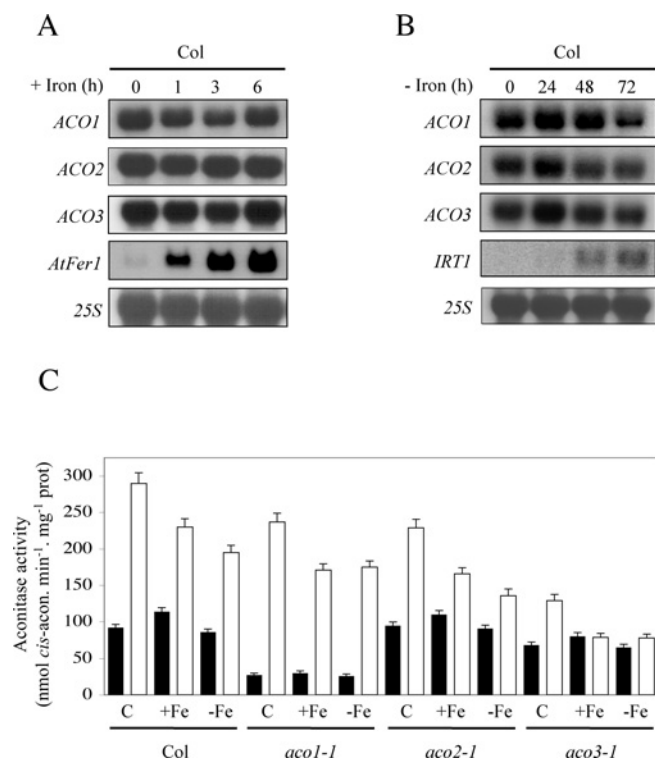 A
Col
+ Iron (h) 0 1 3 6
ACO1
ACO2
ACO3
AtFer1
25S
B
Col
- Iron (h) 0 24 48 72
ACO1
ACO2
ACO3
IRT1
25S
C
Aconitase activity
(nmol cis-acon. min⁻¹. mg⁻¹ prot)
300
250
200
150
100
50
0
C +Fe -Fe C +Fe -Fe C +Fe -Fe C +Fe -Fe
Col aco1-1 aco2-1 aco3-1